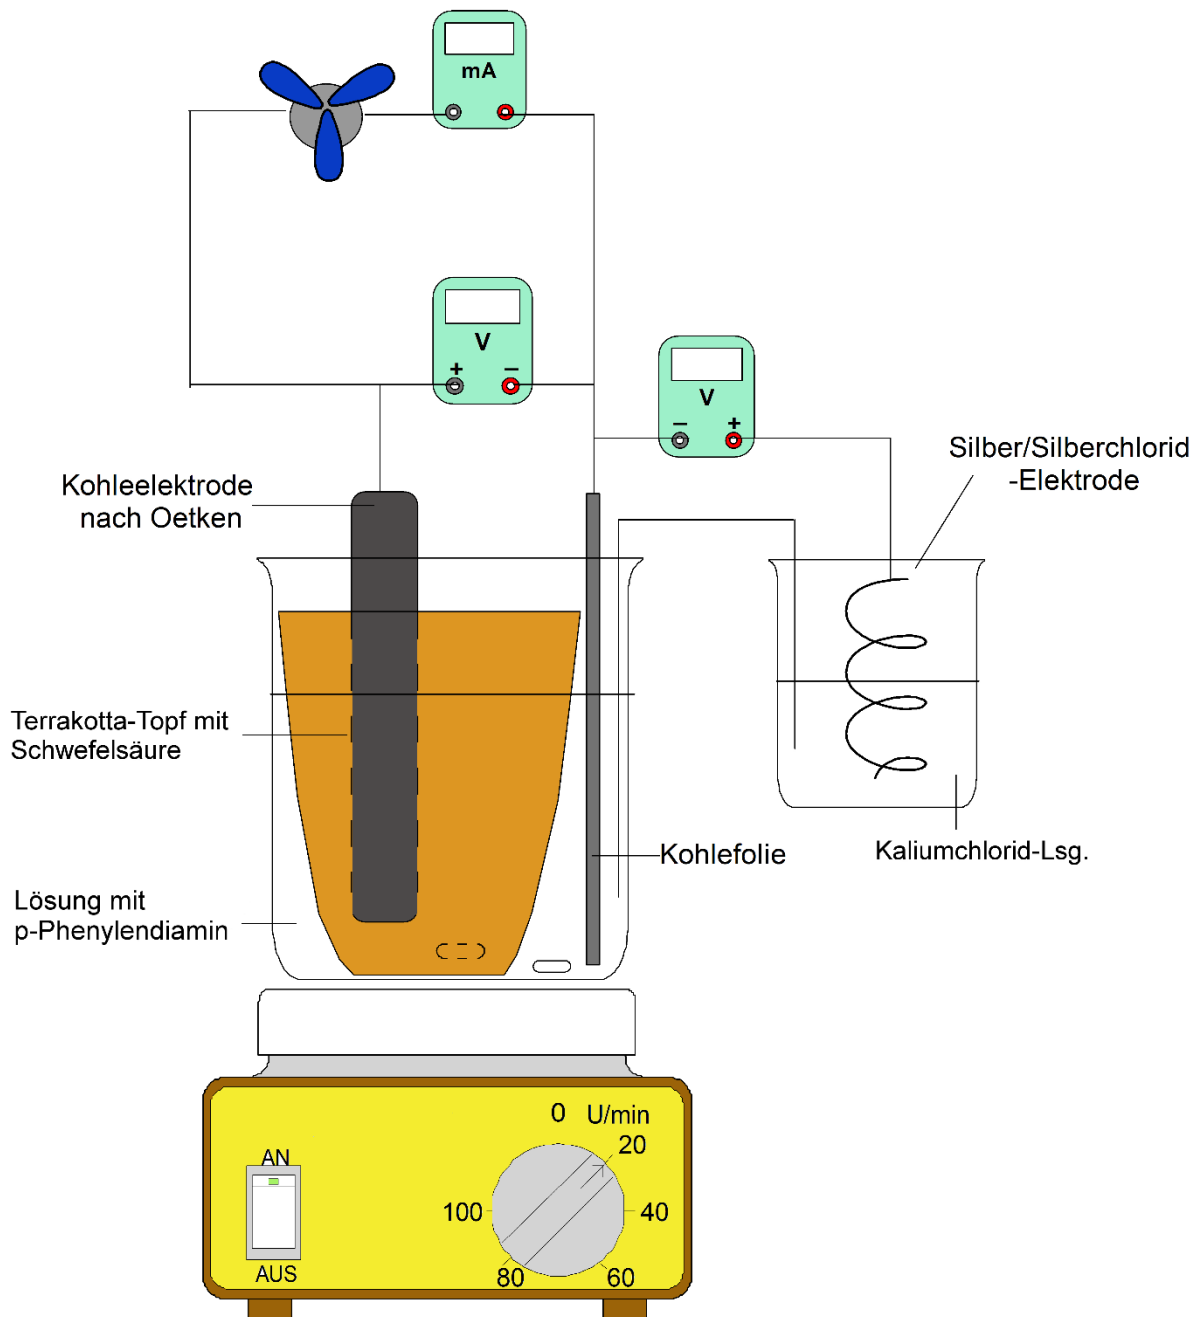 mA
V
+ −
V
− +
Silber/Silberchlorid
-Elektrode
Kohleelektrode
nach Oetken
Terrakotta-Topf mit
Schwefelsäure
Kohlefolie
Kaliumchlorid-Lsg.
Lösung mit
p-Phenylendiamin
0 U/min
20
40
60
80
100
AN
AUS